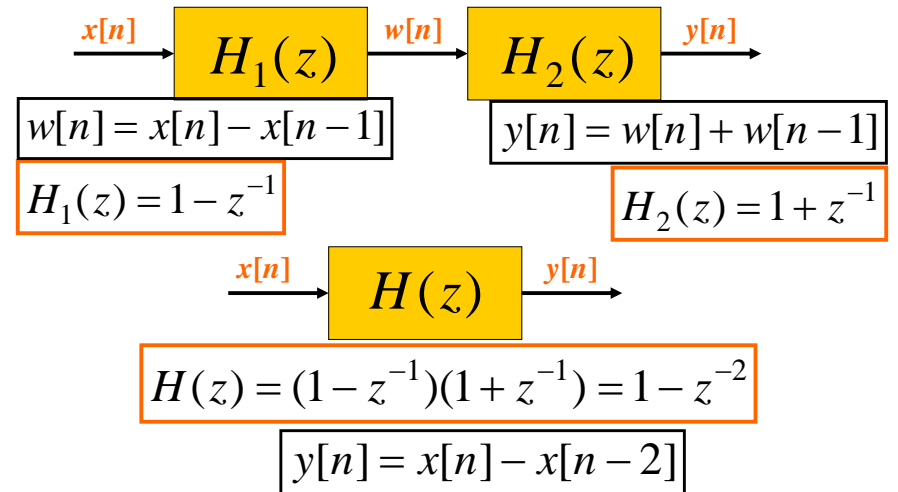 x[n] w[n] y[n]
H₁(z) H₂(z)
w[n] = x[n] − x[n−1]
y[n] = w[n] + w[n−1]
H₁(z) = 1 − z⁻¹
H₂(z) = 1 + z⁻¹
x[n] y[n]
H(z)
H(z) = (1 − z⁻¹)(1 + z⁻¹) = 1 − z⁻²
y[n] = x[n] − x[n−2]